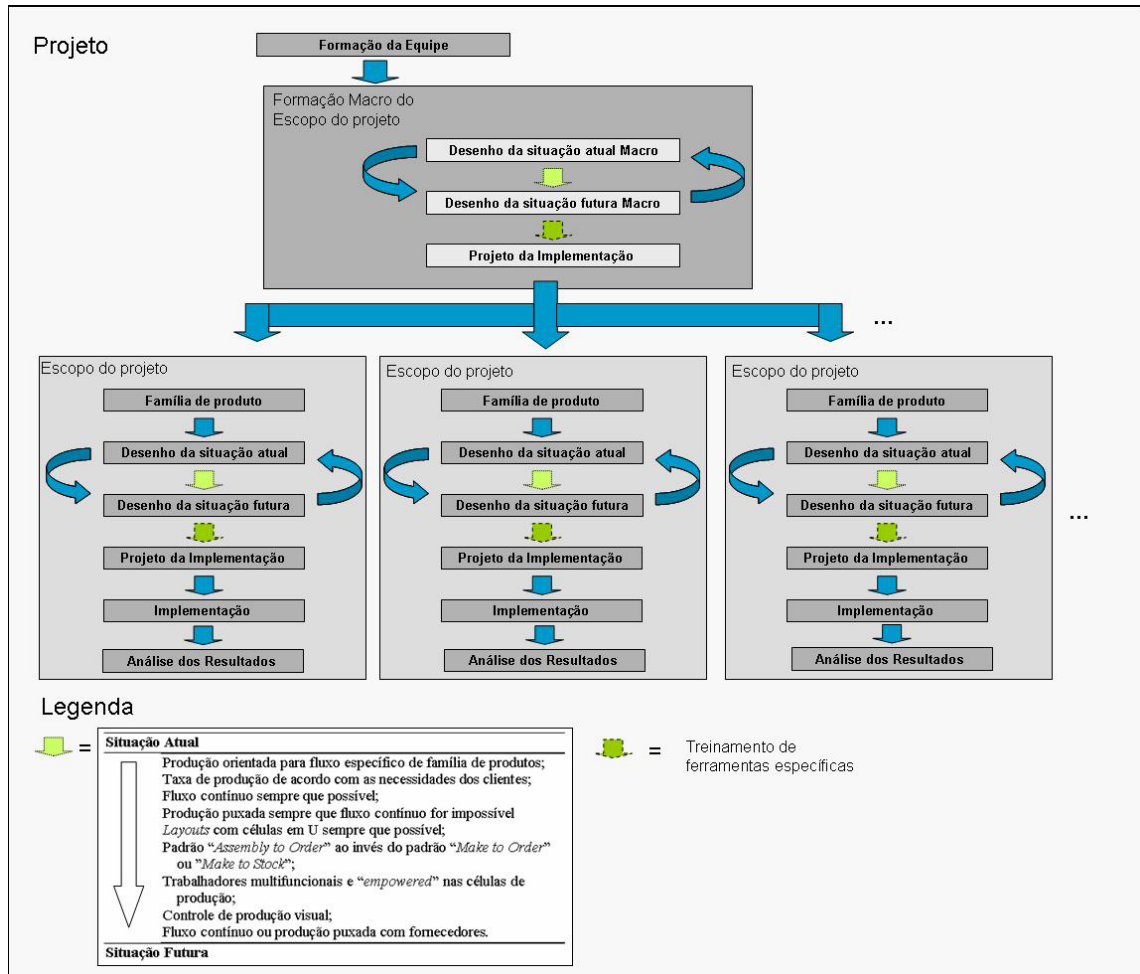 Projeto
Formação da Equipe
Formação Macro do
Escopo do projeto
Desenho da situação atual Macro
Desenho da situação futura Macro
Projeto da Implementação
...
Escopo do projeto
Família de produto
Desenho da situação atual
Desenho da situação futura
Projeto da Implementação
Implementação
Análise dos Resultados
Escopo do projeto
Família de produto
Desenho da situação atual
Desenho da situação futura
Projeto da Implementação
Implementação
Análise dos Resultados
Escopo do projeto
Família de produto
Desenho da situação atual
Desenho da situação futura
Projeto da Implementação
Implementação
Análise dos Resultados
...
Legenda
=
Situação Atual
Produção orientada para fluxo específico de família de produtos;
Taxa de produção de acordo com as necessidades dos clientes;
Fluxo contínuo sempre que possível;
Produção puxada sempre que fluxo contínuo for impossível
Layouts com células em U sempre que possível;
Padrão “Assembly to Order” ao invés do padrão “Make to Order”
ou ”Make to Stock”;
Trabalhadores multifuncionais e “empowered” nas células de
produção;
Controle de produção visual;
Fluxo contínuo ou produção puxada com fornecedores.
Situação Futura
=
Treinamento de
ferramentas específicas